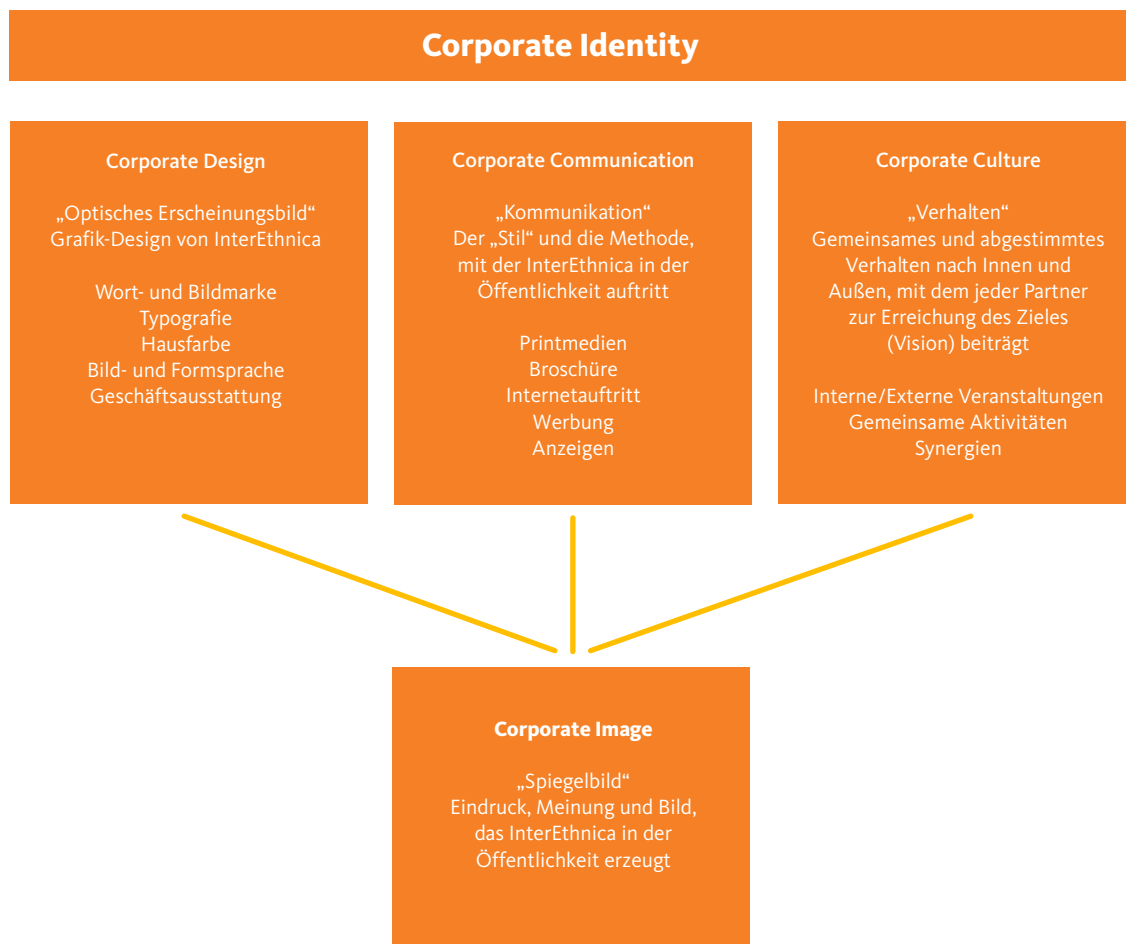 Corporate Identity
Corporate Design
„Optisches Erscheinungsbild“
Grafik-Design von InterEthnica
Wort- und Bildmarke
Typografie
Hausfarbe
Bild- und Formsprache
Geschäftsausstattung
Corporate Communication
„Kommunikation“
Der „Stil“ und die Methode,
mit der InterEthnica in der
Öffentlichkeit auftritt
Printmedien
Broschüre
Internetauftritt
Werbung
Anzeigen
Corporate Culture
„Verhalten“
Gemeinsames und abgestimmtes
Verhalten nach Innen und
Außen, mit dem jeder Partner
zur Erreichung des Zieles
(Vision) beiträgt
Interne/Externe Veranstaltungen
Gemeinsame Aktivitäten
Synergien
Corporate Image
„Spiegelbild“
Eindruck, Meinung und Bild,
das InterEthnica in der
Öffentlichkeit erzeugt